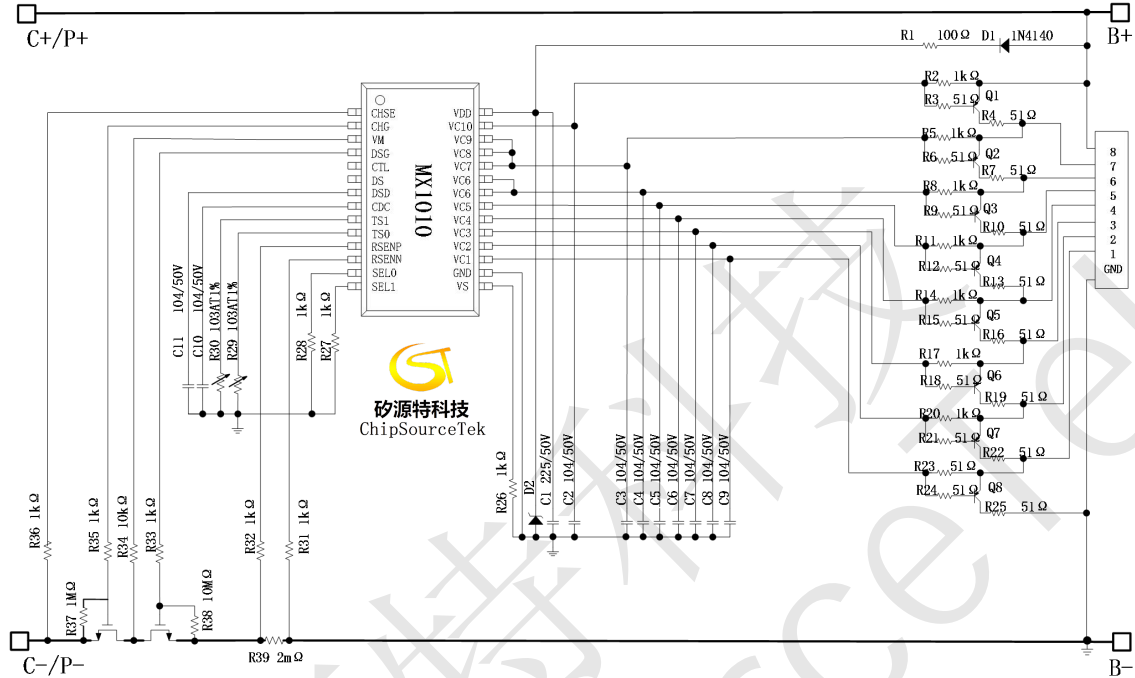 C+/P+
B+
R1 100Ω D1 1N4140
R2 1kΩ
R3 51Ω Q1
R4 51Ω
R5 1kΩ
R6 51Ω Q2
R7 51Ω
R8 1kΩ
R9 51Ω Q3
R10 51Ω
R11 1kΩ
R12 51Ω Q4
R13 51Ω
R14 1kΩ
R15 51Ω Q5
R16 51Ω
R17 1kΩ
R18 51Ω Q6
R19 51Ω
R20 1kΩ
R21 51Ω Q7
R22 51Ω
R23 51Ω
R24 51Ω Q8
R25 51Ω
8
7
6
5
4
3
2
1
GND
CHSE VDD
CHG VC10
VM VC9
DSG VC8
CTL VC7
DS VC6
DSD VC6
CDC VC5
TS1 VC4
TS0 VC3
RSENP VC2
RSENN VC1
SEL0 GND
SEL1 VS
MX1010
C11 104/50V
C10 104/50V
R30 103AT1%
R29 103AT1%
R28 1kΩ
R27 1kΩ
矽源特科技
ChipSourceTek
R26 1kΩ
D2
C1 225/50V
C2 104/50V
C3 104/50V
C4 104/50V
C5 104/50V
C6 104/50V
C7 104/50V
C8 104/50V
C9 104/50V
R36 1kΩ
R35 1kΩ
R34 10kΩ
R33 1kΩ
R32 1kΩ
R31 1kΩ
R37 1MΩ
R38 10MΩ
R39 2mΩ
C-/P-
B-